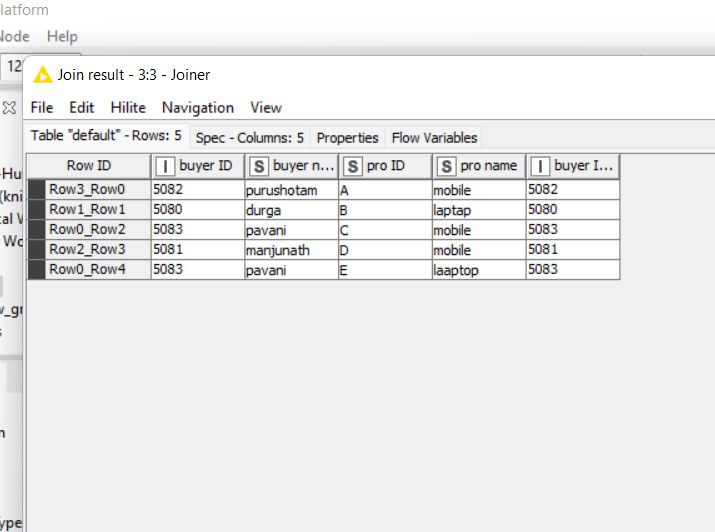 latform
Node Help
12
Join result - 3:3 - Joiner
File Edit Hilite Navigation View
Table "default" - Rows: 5 Spec - Columns: 5 Properties Flow Variables
Row ID I buyer ID S buyer n... S pro ID S pro name I buyer I...
Row3_Row0 5082 purushotam A mobile 5082
Row1_Row1 5080 durga B laptap 5080
Row0_Row2 5083 pavani C mobile 5083
Row2_Row3 5081 manjunath D mobile 5081
Row0_Row4 5083 pavani E laaptop 5083
-Hu
(kni
tal W
Wo
w_gr
s
n
ype